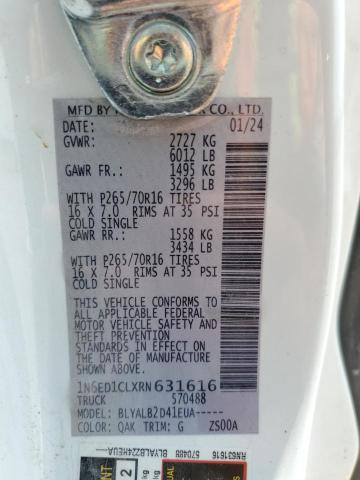 MFD BY CO., LTD.
DATE: 01/24
GVWR: 2727 KG
6012 LB
GAWR FR.: 1495 KG
3296 LB
WITH P265/70R16 TIRES
16 X 7.0 RIMS AT 35 PSI
COLD SINGLE
GAWR RR.: 1558 KG
3434 LB
WITH P265/70R16 TIRES
16 X 7.0 RIMS AT 35 PSI
COLD SINGLE
THIS VEHICLE CONFORMS TO
ALL APPLICABLE FEDERAL
MOTOR VEHICLE SAFETY
AND THEFT PREVENTION
STANDARDS IN EFFECT
ON THE DATE OF
MANUFACTURE SHOWN ABOVE.
1N6ED1CLXRN631616
TRUCK 570488
MODEL: BLYALB2D41EUA-----
COLOR: QAK TRIM: G ZS00A
RN631616
570488 BLYALBZZ4HEUA
2